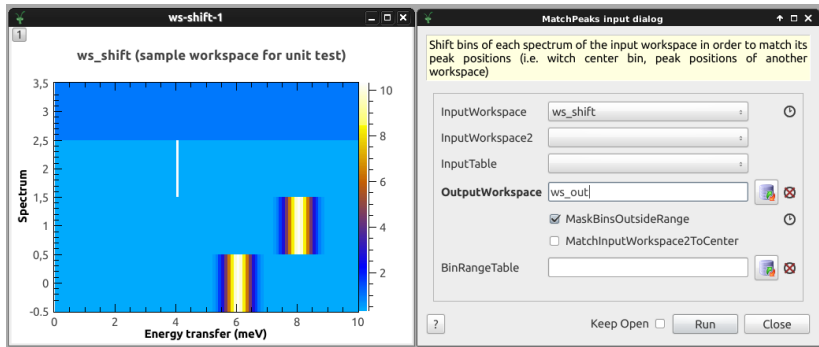 ws-shift-1
1
ws_shift (sample workspace for unit test)
3,5
3
2,5
2
1,5
1
0,5
0
-0.5
Spectrum
0
2
4
6
8
10
Energy transfer (meV)
10
8
6
4
2
MatchPeaks input dialog
Shift bins of each spectrum of the input workspace in order to match its
peak positions (i.e. witch center bin, peak positions of another
workspace)
InputWorkspace ws_shift
InputWorkspace2
InputTable
OutputWorkspace ws_out
MaskBinsOutsideRange
MatchInputWorkspace2ToCenter
BinRangeTable
? Keep Open Run Close